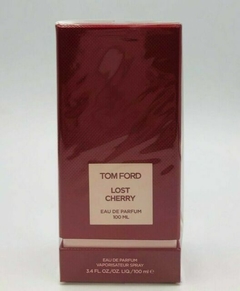 TOM FORD
LOST
CHERRY
EAU DE PARFUM
100 ML
EAU DE PARFUM
VAPORISATEUR SPRAY
3.4 FL.OZ./OZ. LIQ./100 ml ℮